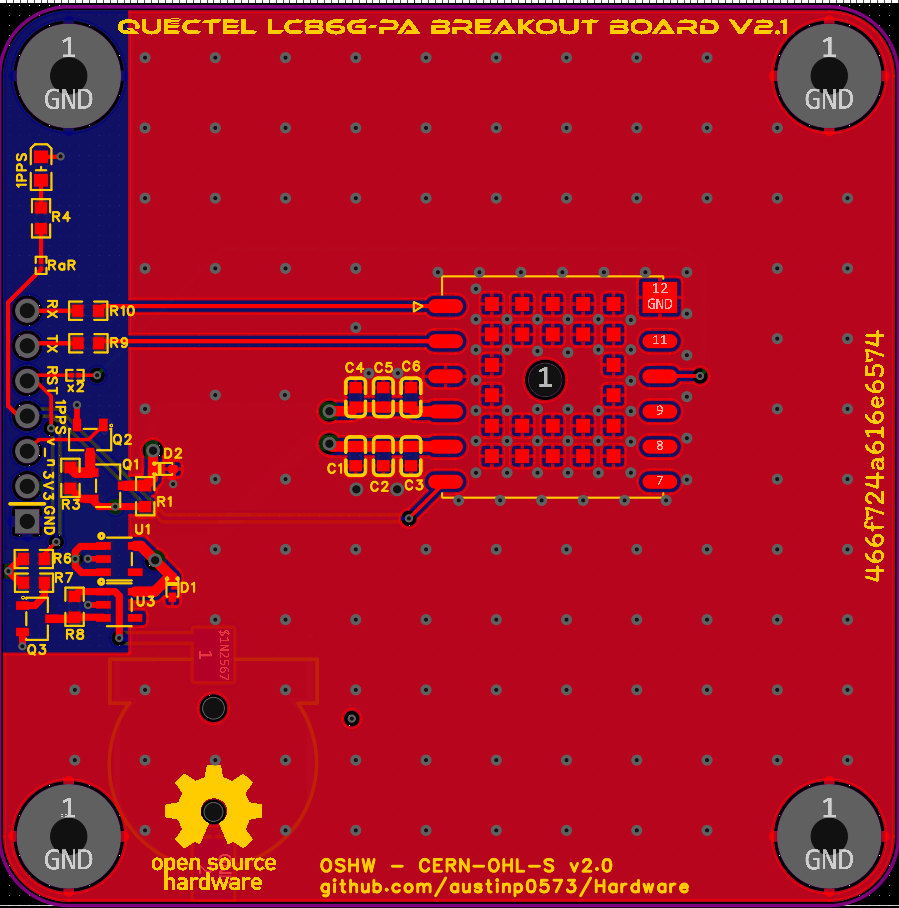 QUECTEL LC86G-PA BREAKOUT BOARD V2.1
1
GND
1
GND
1PPS
R4
RaR
RX
R10
TX
R9
RST
x2
1PPS
Q2
V_n
3V3
GND
D2
Q1
R3
R1
U1
R6
R7
D1
U3
R8
Q3
C4 C5 C6
C1 C2 C3
12
GND
11
1
9
8
7
466f724a616e6574
$1N2567
1
1
GND
open source
hardware
OSHW - CERN-OHL-S v2.0
github.com/austinp0573/Hardware
1
GND